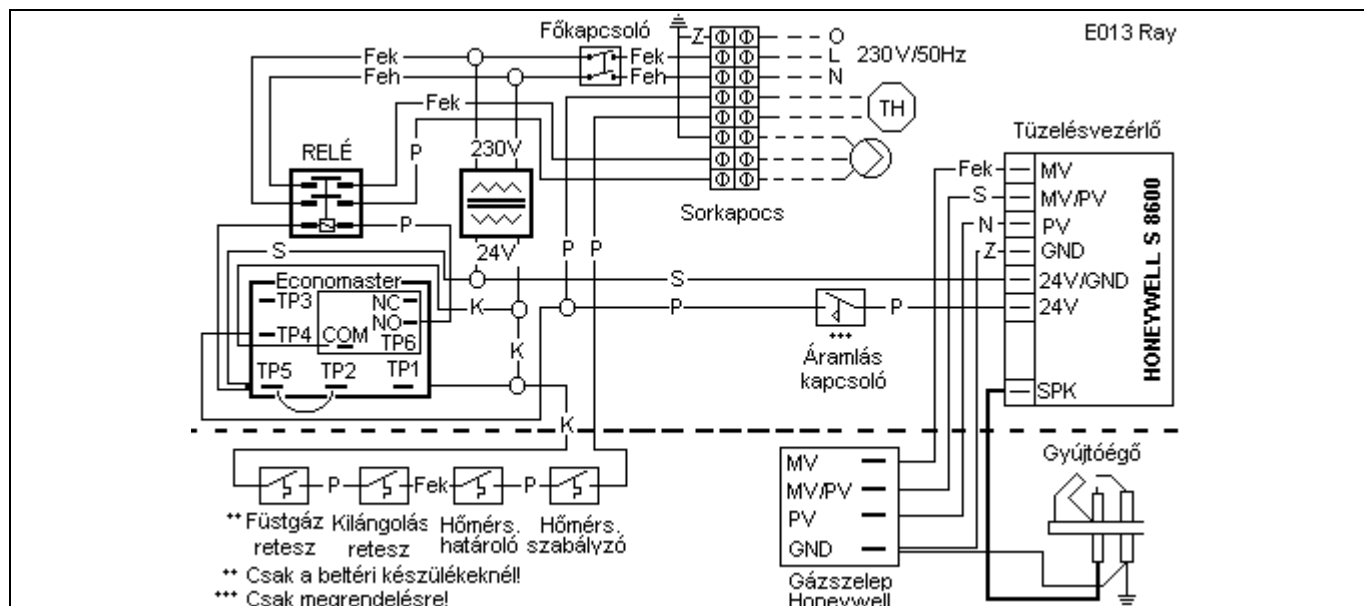 E013 Ray
Főkapcsoló
Z
O
L 230V/50Hz
N
Fek
Feh
Fek
Feh
Fek
TH
RELÉ
P
230V
Sorkapocs
P
24V
P
P
S
Tüzelésvezérlő
Fek MV
S MV/PV
N PV
Z GND
S 24V/GND
P P 24V
SPK
HONEYWELL S 8600
Economaster
TP3 NC
NO
TP4 COM TP6
TP5 TP2 TP1
K
K
K
***
Áramlás
kapcsoló
P Fek P
** Füstgáz retesz
Kilángolás retesz
Hőmérs. határoló
Hőmérs. szabályzó
** Csak a beltéri készülékeknél!
*** Csak megrendelésre!
MV
MV/PV
PV
GND
Gázszelep
Honeywell
Gyújtóégő